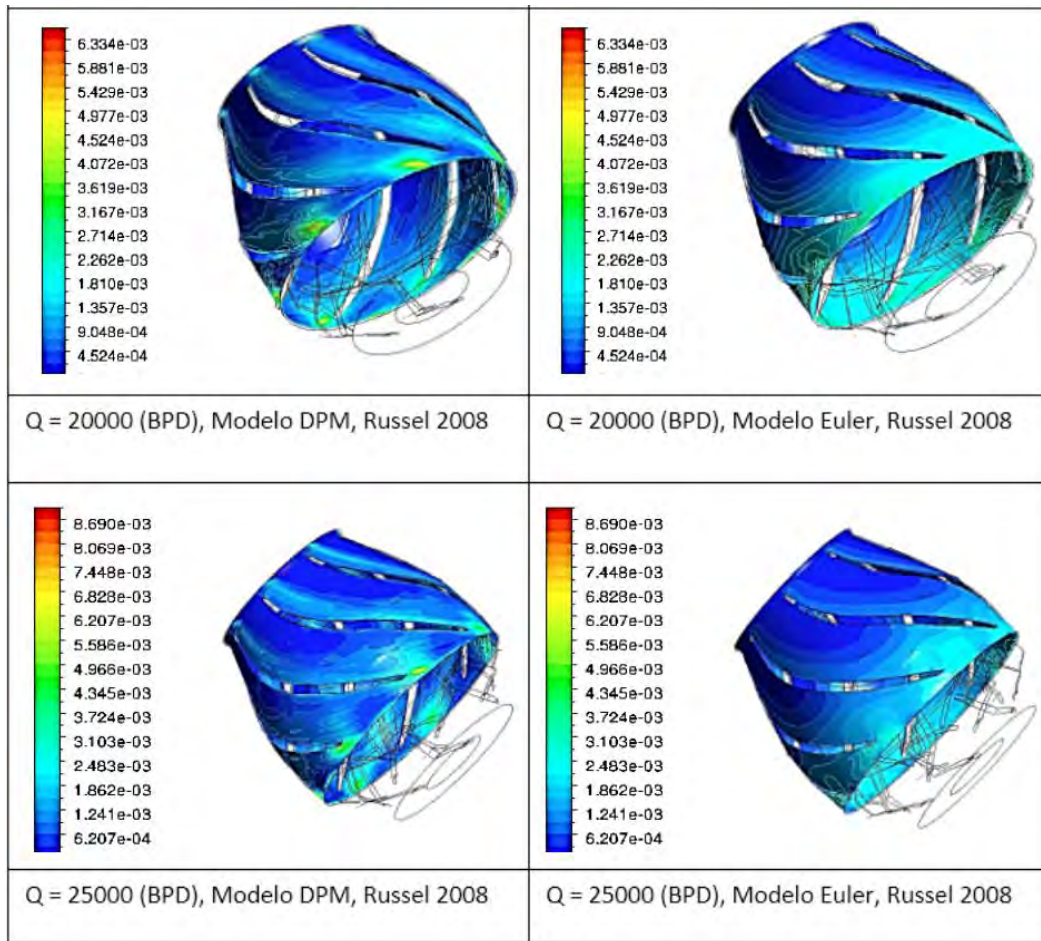 6.334e-03
5.881e-03
5.429e-03
4.977e-03
4.524e-03
4.072e-03
3.619e-03
3.167e-03
2.714e-03
2.262e-03
1.810e-03
1.357e-03
9.048e-04
4.524e-04
6.334e-03
5.881e-03
5.429e-03
4.977e-03
4.524e-03
4.072e-03
3.619e-03
3.167e-03
2.714e-03
2.262e-03
1.810e-03
1.357e-03
9.048e-04
4.524e-04
Q = 20000 (BPD), Modelo DPM, Russel 2008
Q = 20000 (BPD), Modelo Euler, Russel 2008
8.690e-03
8.069e-03
7.448e-03
6.828e-03
6.207e-03
5.586e-03
4.966e-03
4.345e-03
3.724e-03
3.103e-03
2.483e-03
1.862e-03
1.241e-03
6.207e-04
8.690e-03
8.069e-03
7.448e-03
6.828e-03
6.207e-03
5.586e-03
4.966e-03
4.345e-03
3.724e-03
3.103e-03
2.483e-03
1.862e-03
1.241e-03
6.207e-04
Q = 25000 (BPD), Modelo DPM, Russel 2008
Q = 25000 (BPD), Modelo Euler, Russel 2008